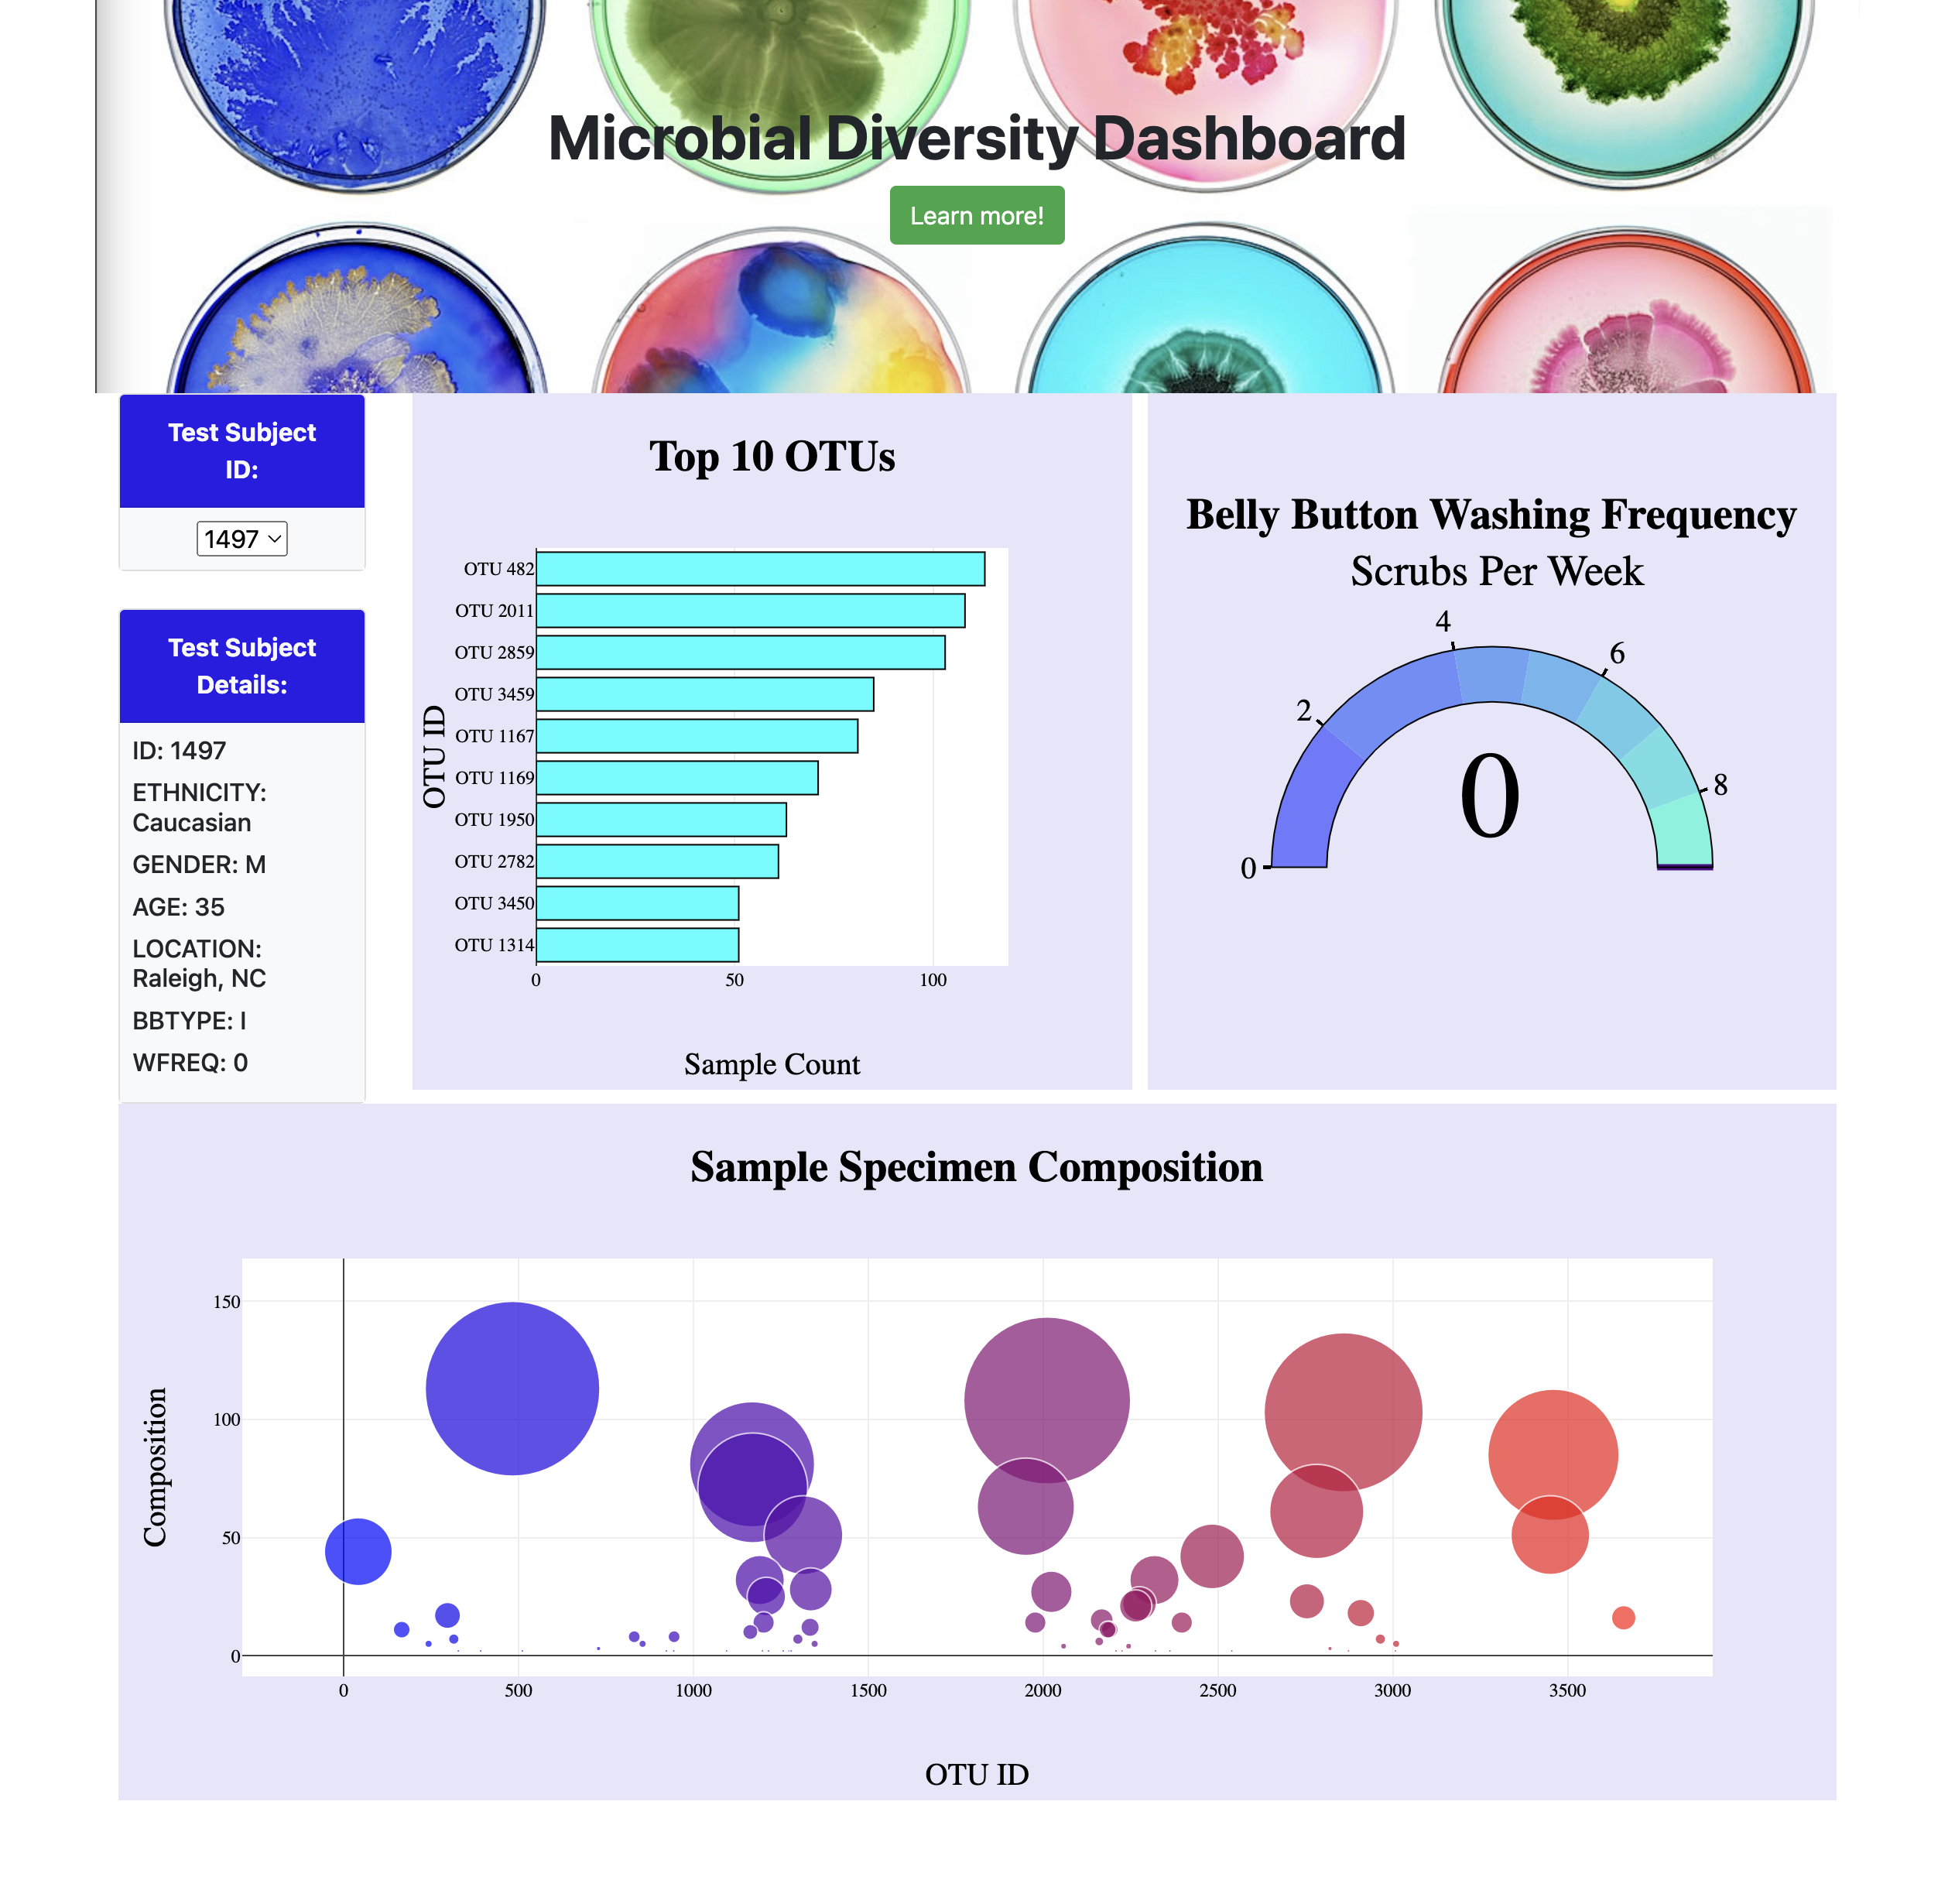 Microbial Diversity Dashboard
Learn more!
Test Subject
ID:
1497
Test Subject
Details:
ID: 1497
ETHNICITY:
Caucasian
GENDER: M
AGE: 35
LOCATION:
Raleigh, NC
BBTYPE: I
WFREQ: 0
Top 10 OTUs
OTU ID
OTU 482
OTU 2011
OTU 2859
OTU 3459
OTU 1167
OTU 1169
OTU 1950
OTU 2782
OTU 3450
OTU 1314
0 50 100
Sample Count
Belly Button Washing Frequency
Scrubs Per Week
0
2
4
6
8
0
Sample Specimen Composition
Composition
150
100
50
0
0 500 1000 1500 2000 2500 3000 3500
OTU ID